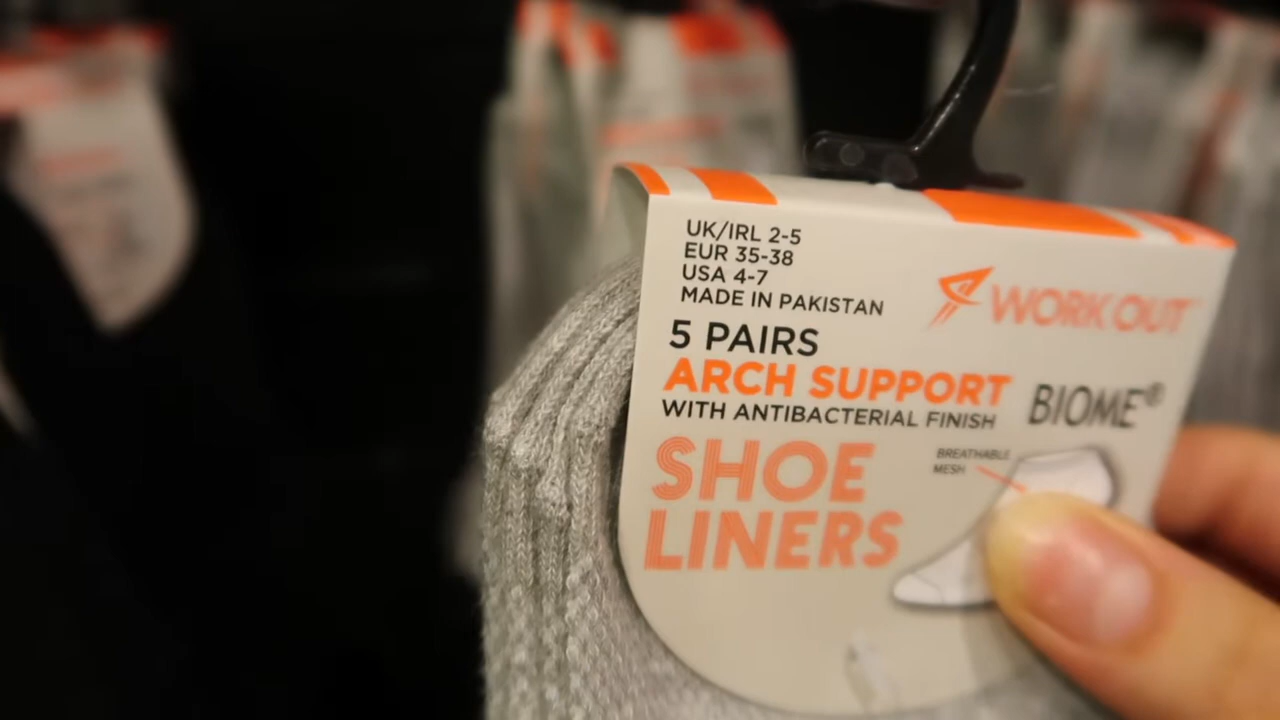 UK/IRL 2-5
EUR 35-38
USA 4-7
MADE IN PAKISTAN
WORK OUT
5 PAIRS
ARCH SUPPORT
WITH ANTIBACTERIAL FINISH
BIOME®
SHOE
LINERS
BREATHABLE
MESH